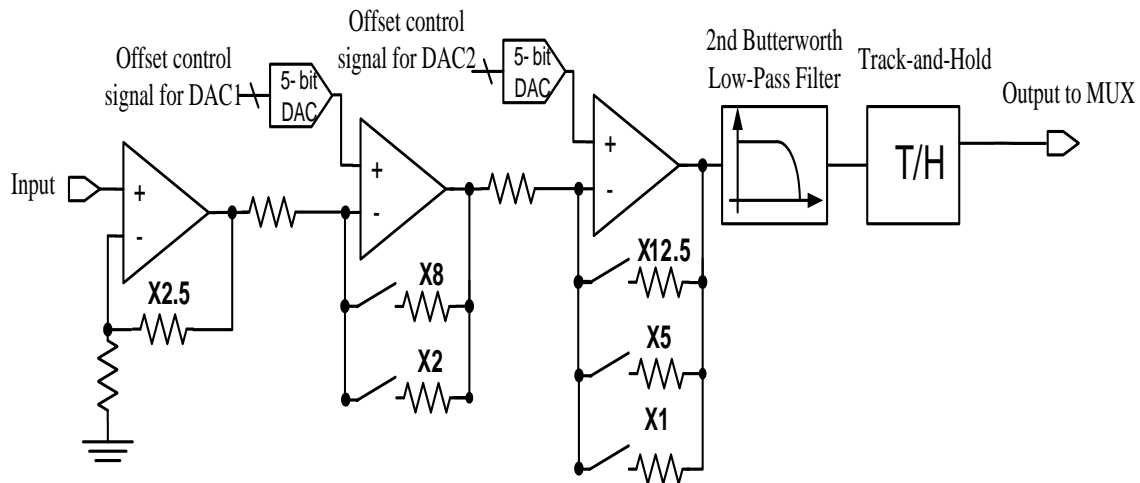 Offset control
signal for DAC1
5- bit
DAC
Offset control
signal for DAC2
5- bit
DAC
2nd Butterworth
Low-Pass Filter
Track-and-Hold
Output to MUX
Input
+
-
X2.5
+
-
X8
X2
+
-
X12.5
X5
X1
T/H